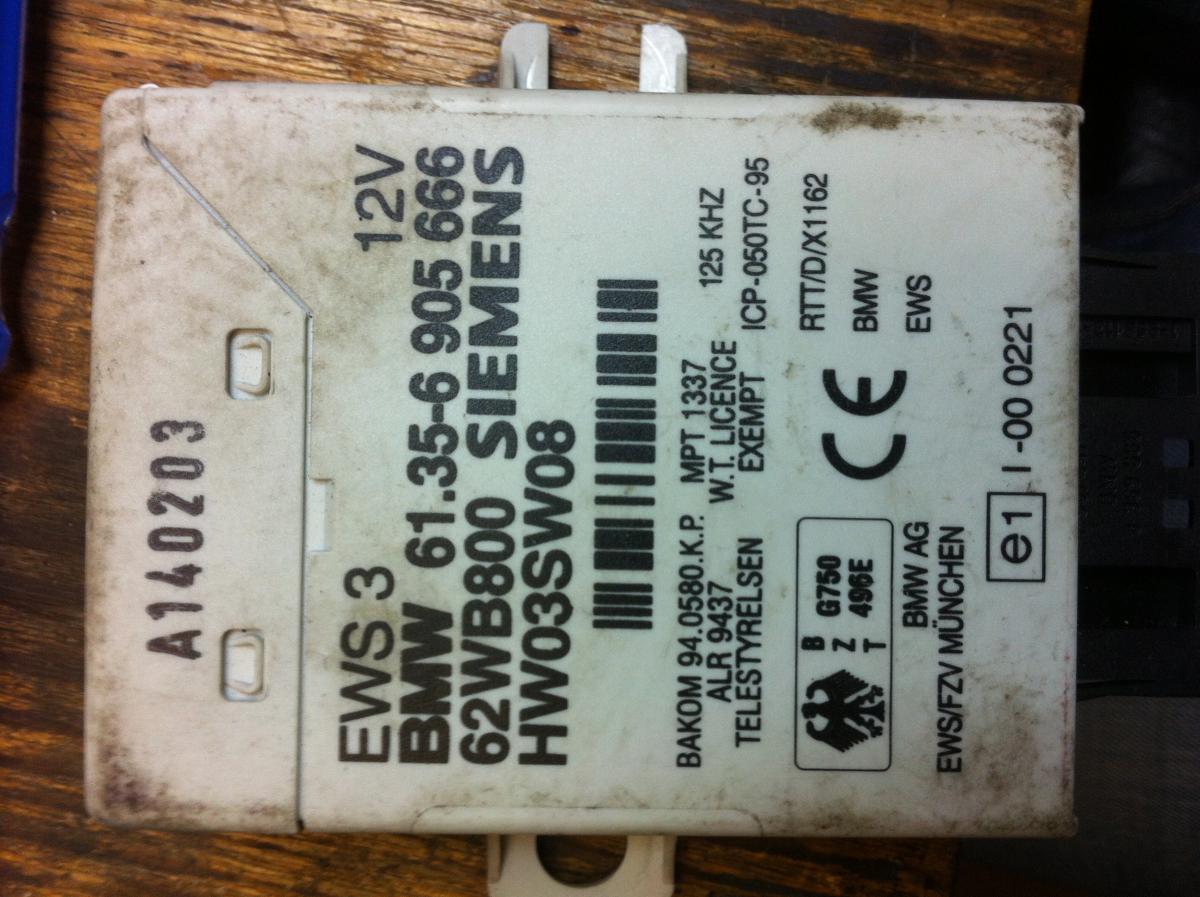 A140203
EWS 3 12V
BMW 61.35-6 905 666
62WB800 SIEMENS
HW03SW08
BAKOM 94.0580.K.P. MPT 1337 125 KHZ
ALR 9437 W.T. LICENCE
TELESTYRELSEN EXEMPT ICP-050TC-95
B G750
Z
T 496E
CE
RTT/D/X1162
BMW
EWS
BMW AG
EWS/FZV MÜNCHEN
e1 I-00 0221